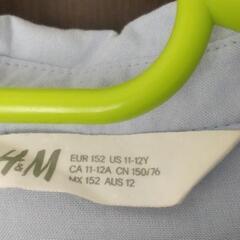 H&M
EUR 152 US 11-12Y
CA 11-12A CN 150/76
MX 152 AUS 12